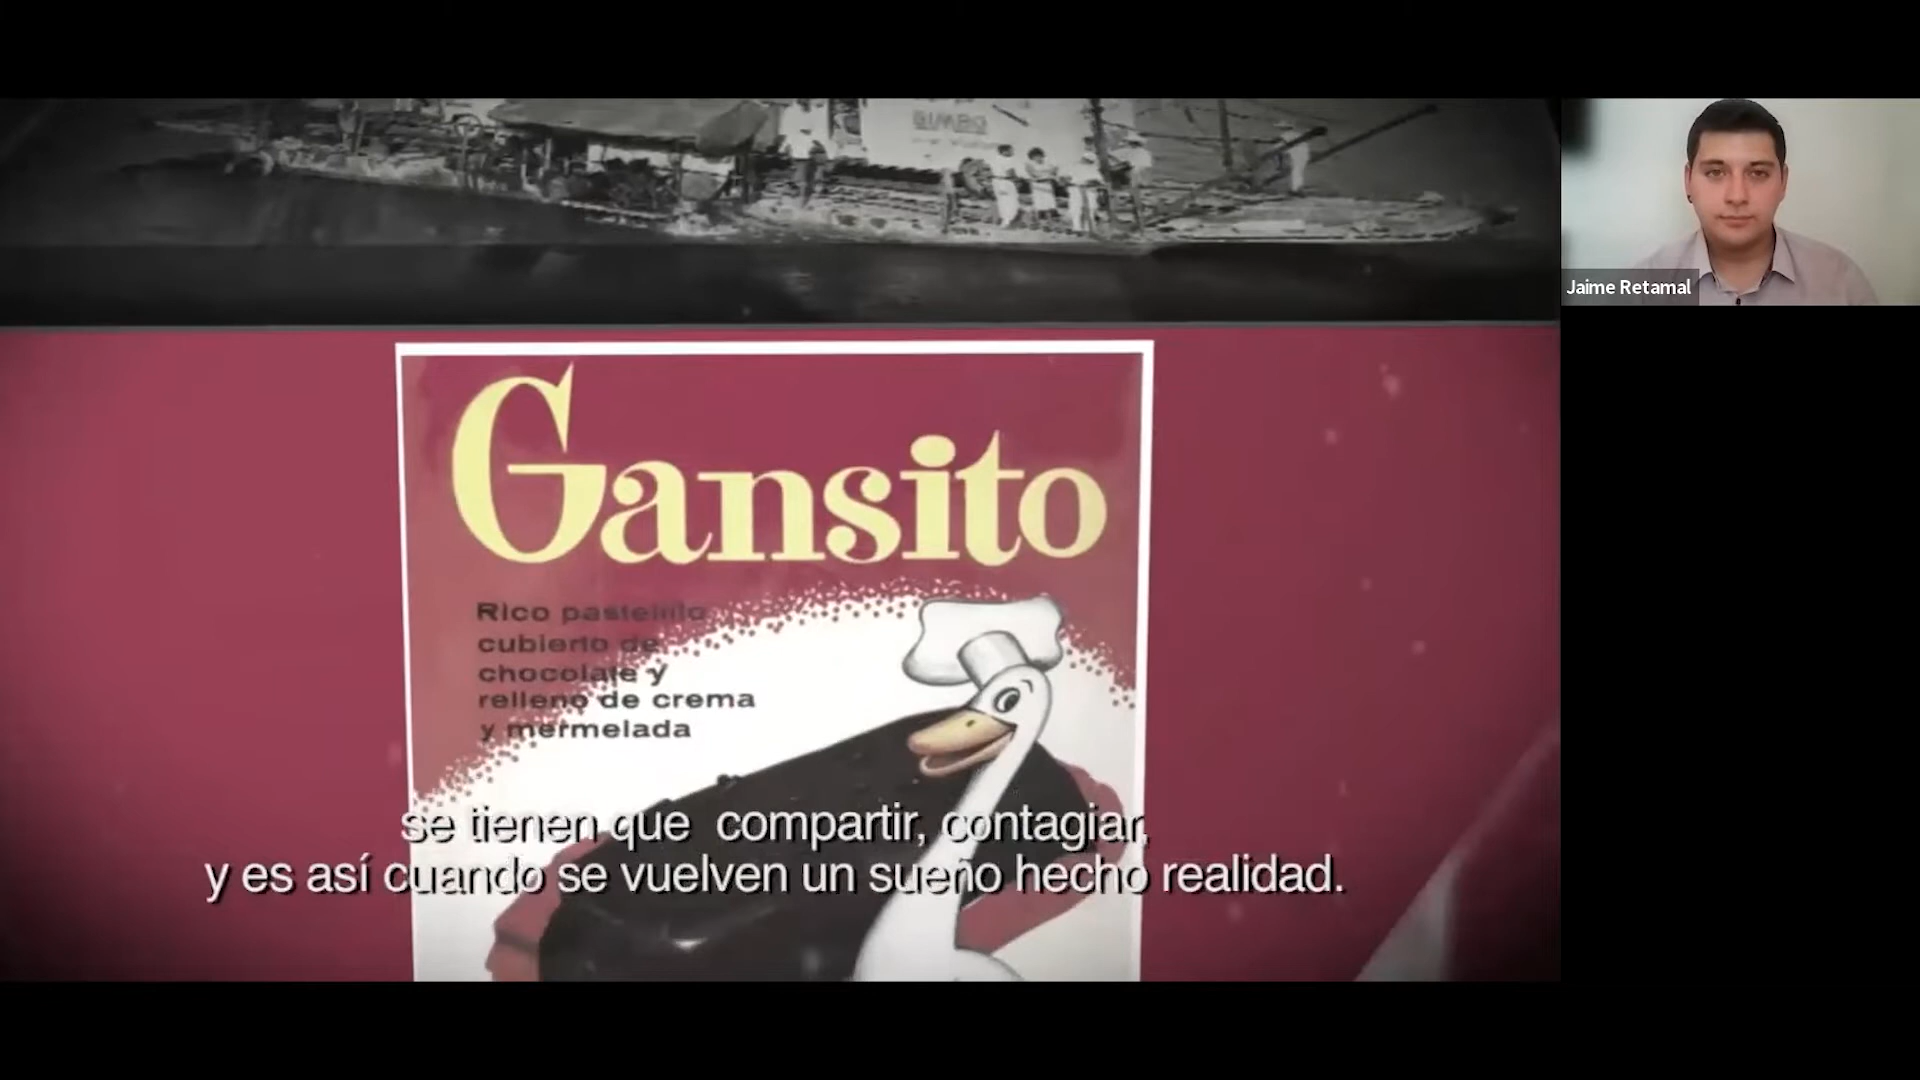 BIMBO
Jaime Retamal
Gansito
Rico pastelillo
cubierto de
chocolate y
relleno de crema
y mermelada
se tienen que compartir, contagiar,
y es así cuando se vuelven un sueño hecho realidad.